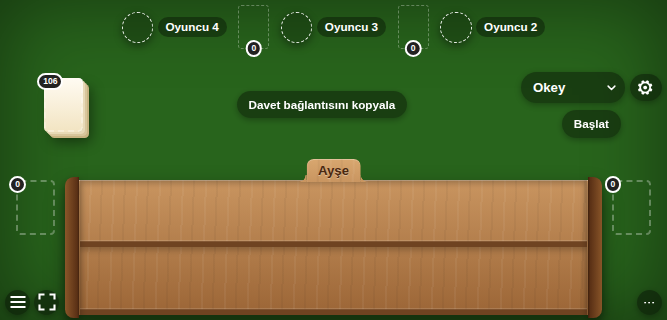 Oyuncu 4
Oyuncu 3
Oyuncu 2
0
0
106
Davet bağlantısını kopyala
Okey
Başlat
Ayşe
0
0